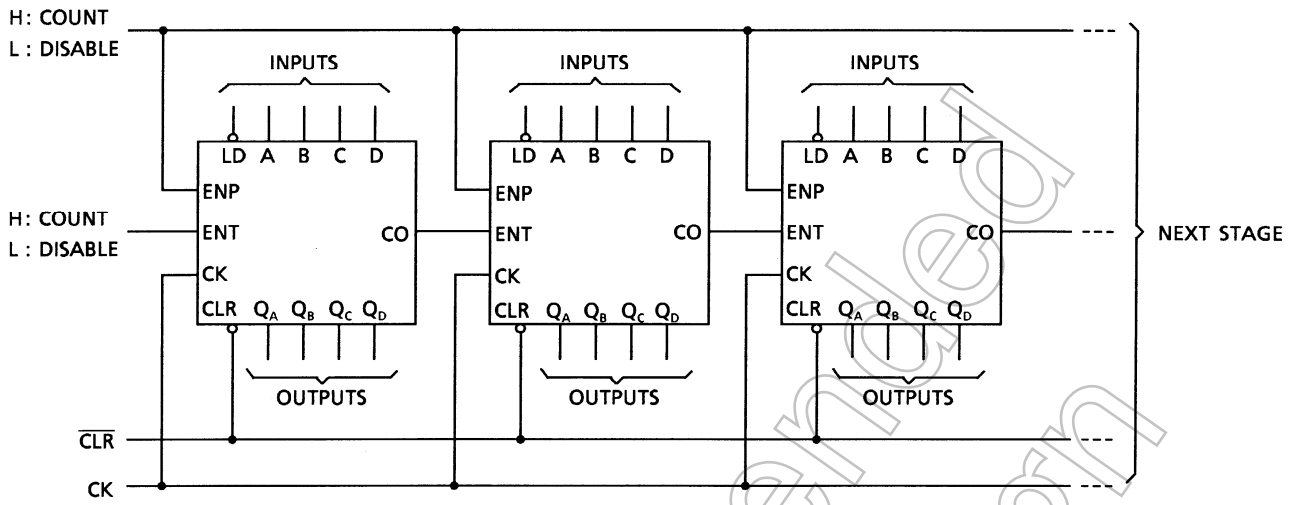 H: COUNT
L : DISABLE
INPUTS INPUTS INPUTS
LD A B C D LD A B C D LD A B C D
ENP ENP ENP
H: COUNT
L : DISABLE
ENT CO ENT CO ENT CO
NEXT STAGE
CK CK CK
CLR QA QB QC QD CLR QA QB QC QD CLR QA QB QC QD
OUTPUTS OUTPUTS OUTPUTS
CLR
CK